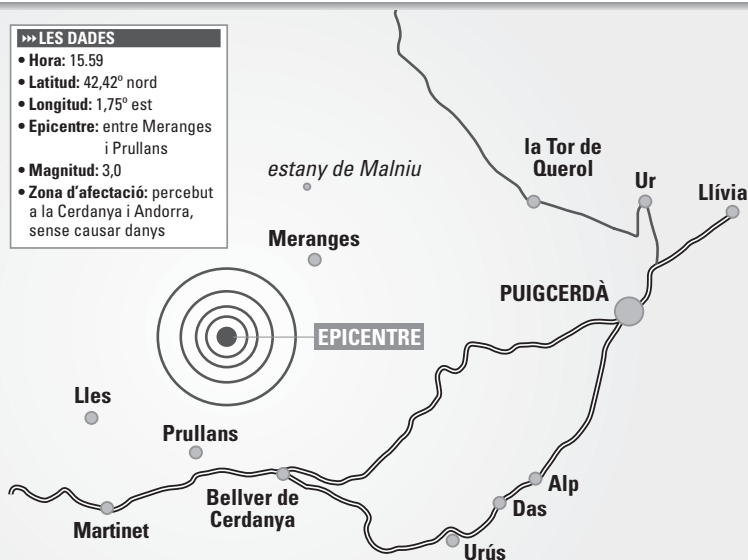 »» LES DADES
• Hora: 15.59
• Latitud: 42,42º nord
• Longitud: 1,75º est
• Epicentre: entre Meranges
i Prullans
• Magnitud: 3,0
• Zona d'afectació: percebut
a la Cerdanya i Andorra,
sense causar danys
estany de Malniu
la Tor de
Querol
Ur
Llívia
Meranges
PUIGCERDÀ
EPICENTRE
Lles
Prullans
Bellver de
Cerdanya
Martinet
Alp
Das
Urús